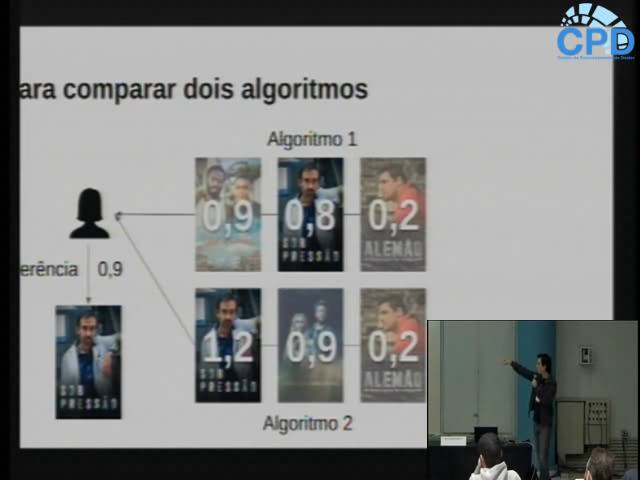 CPD
ara comparar dois algoritmos
Algoritmo 1
0,9 0,8 0,2
SOB PRESSÃO ALEMÃO
erência 0,9
1,2 0,9 0,2
SOB PRESSÃO SOB PRESSÃO ALEMÃO
Algoritmo 2